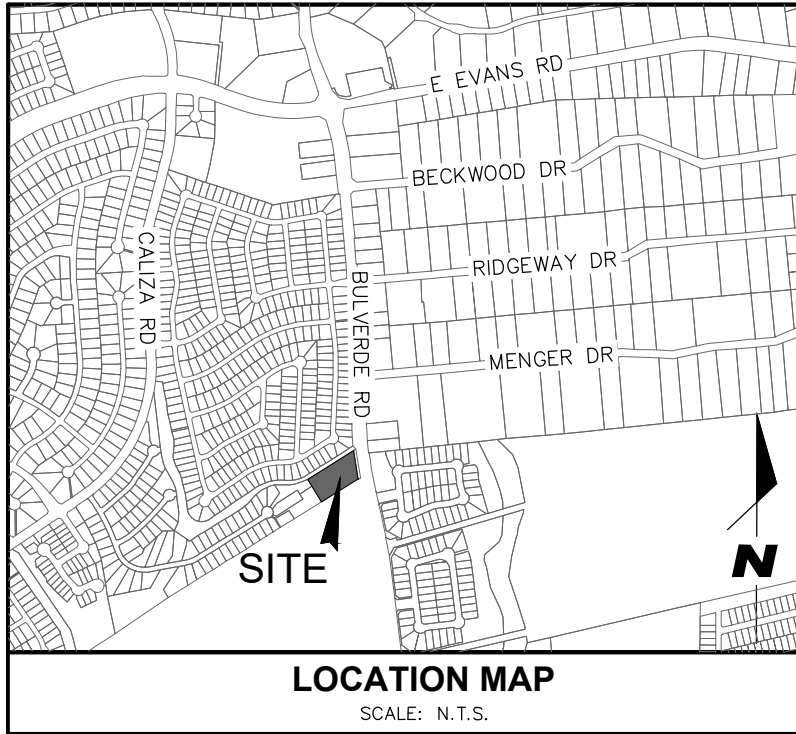 E EVANS RD
BECKWOOD DR
CALIZA RD
BULVERDE RD
RIDGEWAY DR
MENGER DR
SITE
N
LOCATION MAP
SCALE: N.T.S.